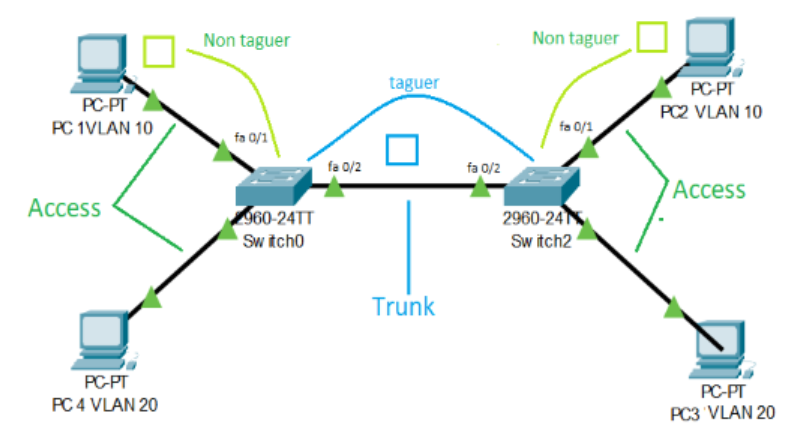 Non taguer
Non taguer
taguer
PC-PT
PC 1VLAN 10
PC-PT
PC2 VLAN 10
fa 0/1
fa 0/1
fa 0/2
fa 0/2
Access
Access
2960-24TT
Switch0
2960-24TT
Switch2
Trunk
PC-PT
PC 4 VLAN 20
PC-PT
PC3 VLAN 20